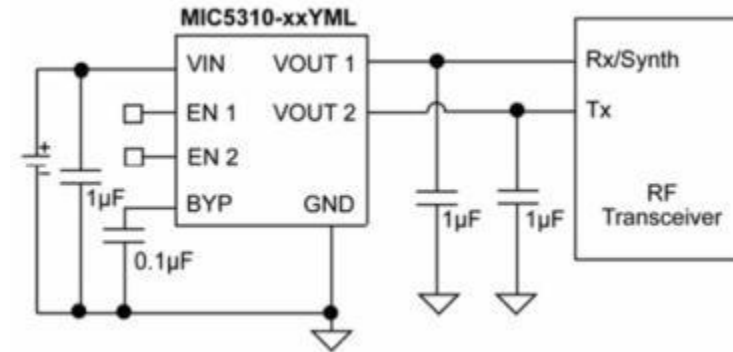 MIC5310-xxYML
VIN
VOUT 1
Rx/Synth
EN 1
VOUT 2
Tx
EN 2
+
-
1µF
BYP
GND
0.1µF
1µF
1µF
RF
Transceiver